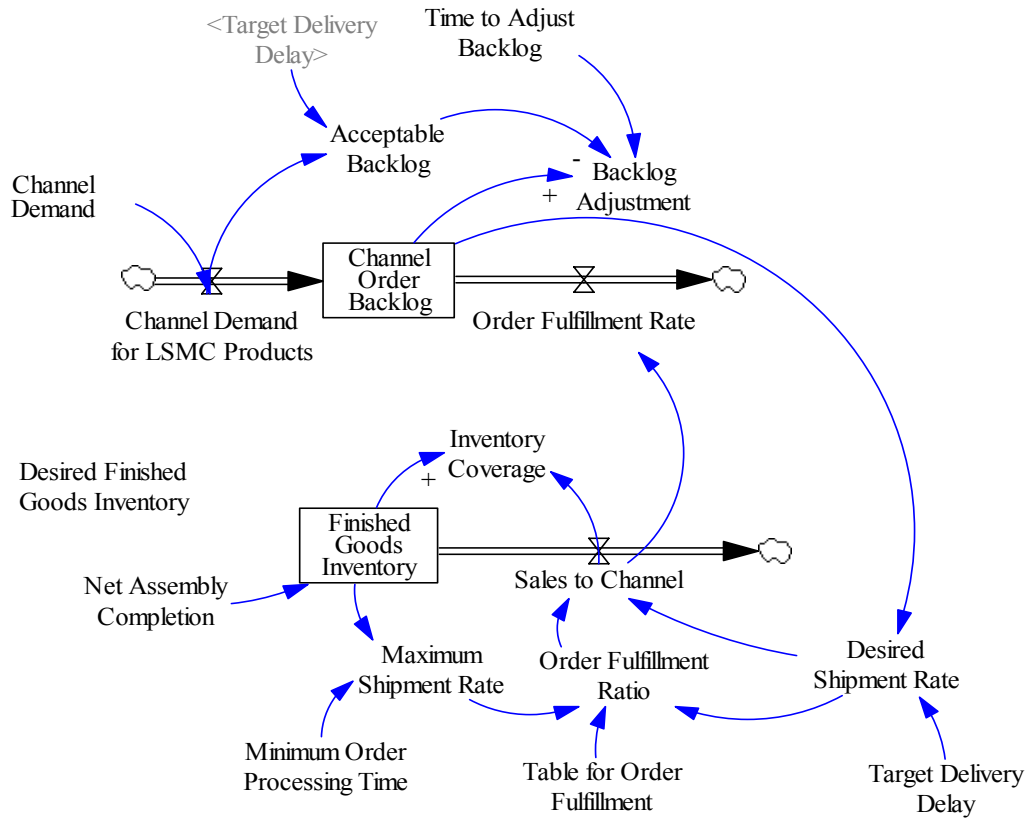 <Target Delivery
Delay>
Time to Adjust
Backlog
Acceptable
Backlog
-
Backlog
Adjustment
+
Channel
Demand
Channel
Order
Backlog
Channel Demand
for LSMC Products
Order Fulfillment Rate
Inventory
Coverage
+
Desired Finished
Goods Inventory
Finished
Goods
Inventory
Sales to Channel
Net Assembly
Completion
Maximum
Shipment Rate
Order Fulfillment
Ratio
Desired
Shipment Rate
Minimum Order
Processing Time
Table for Order
Fulfillment
Target Delivery
Delay